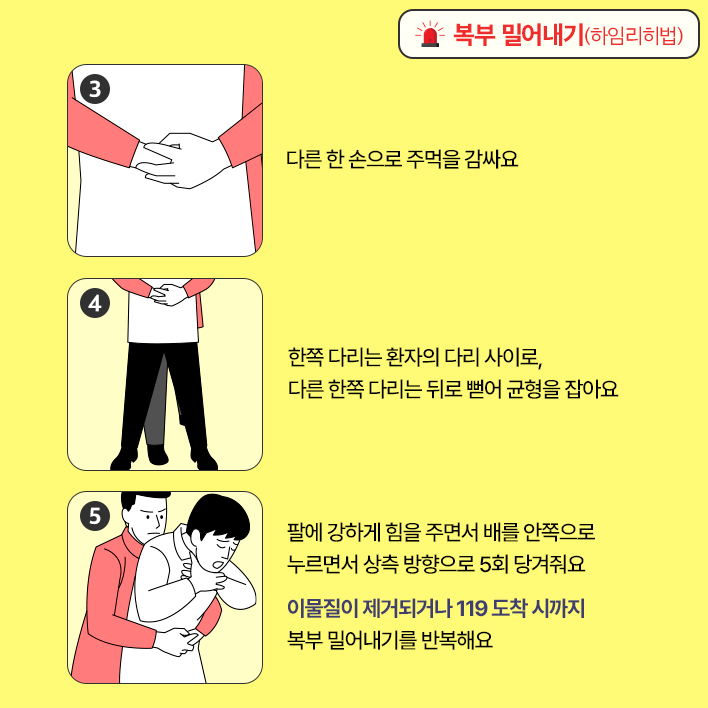 복부 밀어내기(하임리히법)
3
다른 한 손으로 주먹을 감싸요
4
한쪽 다리는 환자의 다리 사이로,
다른 한쪽 다리는 뒤로 뻗어 균형을 잡아요
5
팔에 강하게 힘을 주면서 배를 안쪽으로
누르면서 상측 방향으로 5회 당겨줘요
이물질이 제거되거나 119 도착 시까지
복부 밀어내기를 반복해요